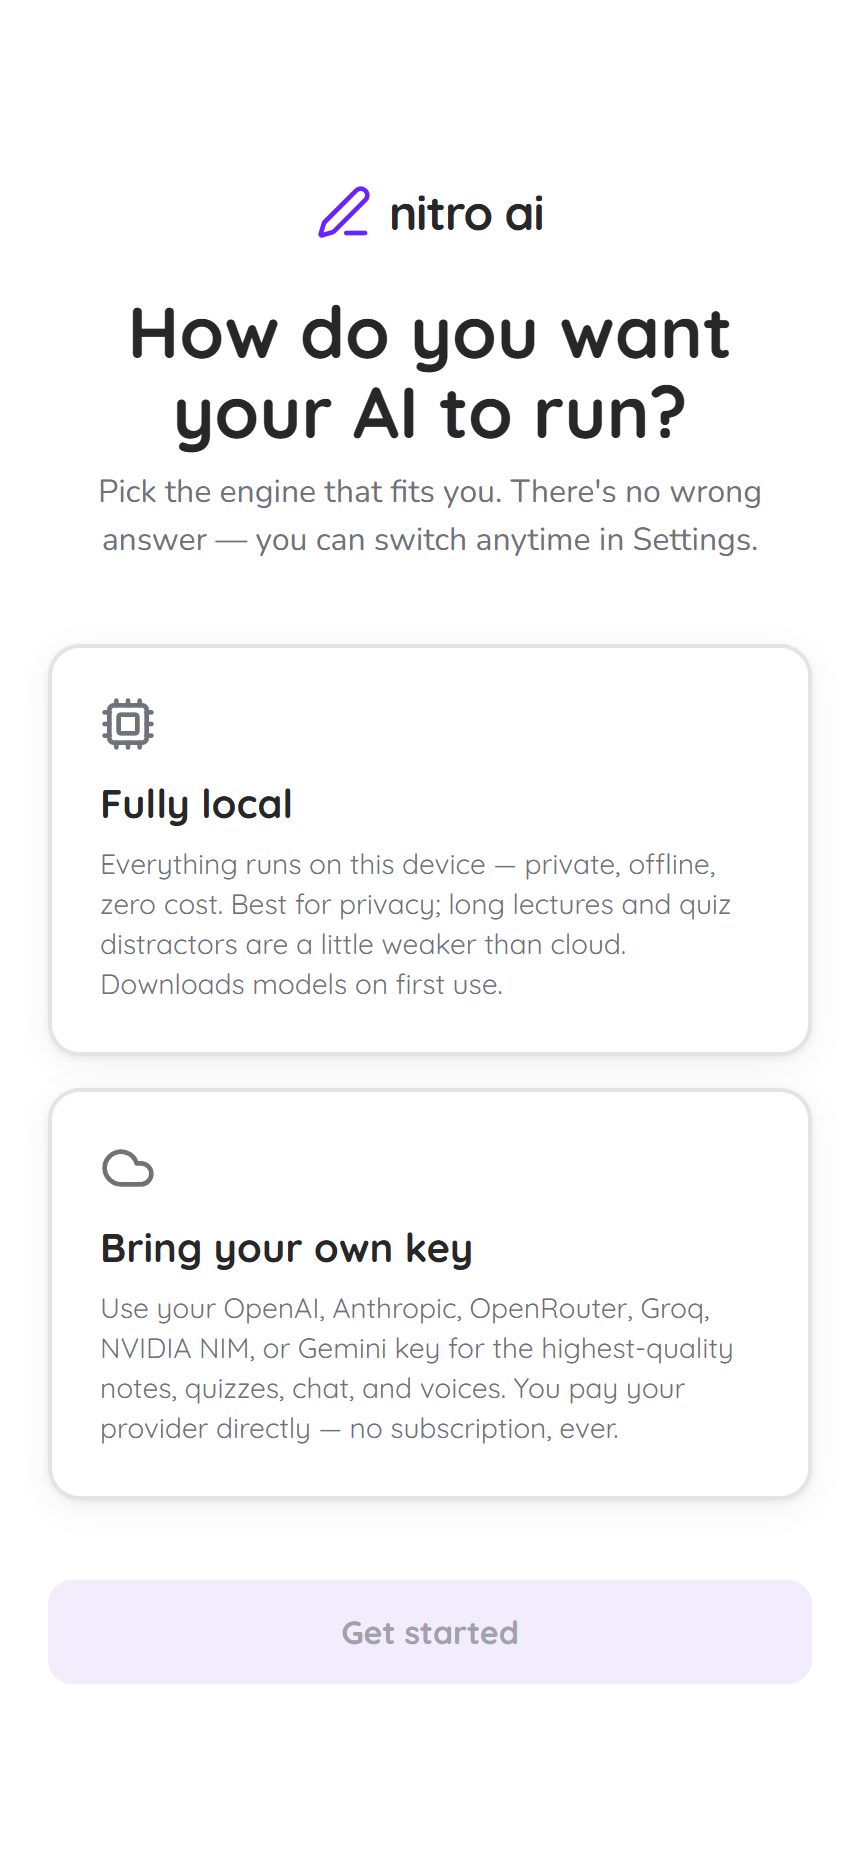 nitro ai
How do you want
your AI to run?
Pick the engine that fits you. There's no wrong
answer — you can switch anytime in Settings.
Fully local
Everything runs on this device — private, offline,
zero cost. Best for privacy; long lectures and quiz
distractors are a little weaker than cloud.
Downloads models on first use.
Bring your own key
Use your OpenAI, Anthropic, OpenRouter, Groq,
NVIDIA NIM, or Gemini key for the highest-quality
notes, quizzes, chat, and voices. You pay your
provider directly — no subscription, ever.
Get started